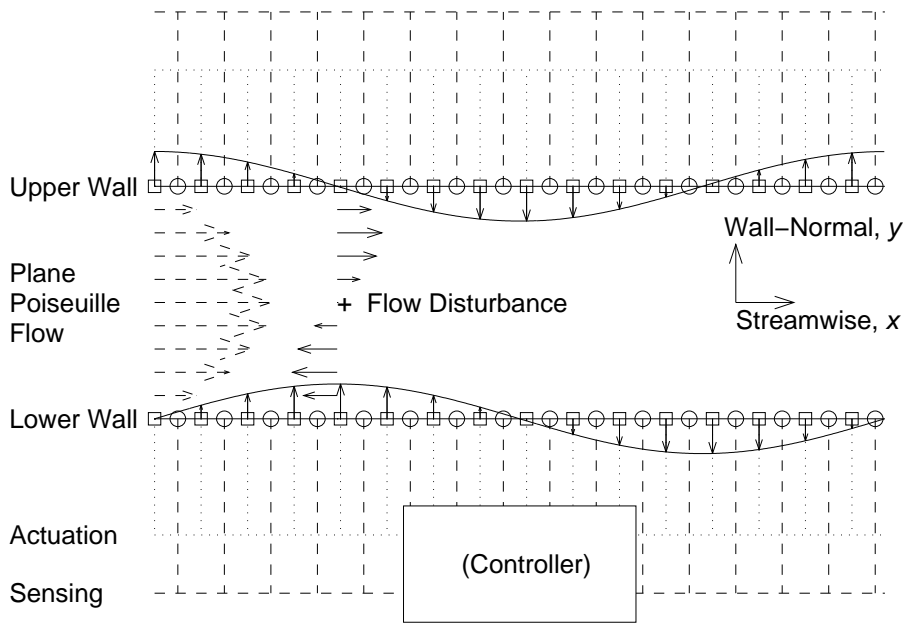 Upper Wall
Wall–Normal, y
Plane
Poiseuille
Flow
+ Flow Disturbance
Streamwise, x
Lower Wall
Actuation
(Controller)
Sensing